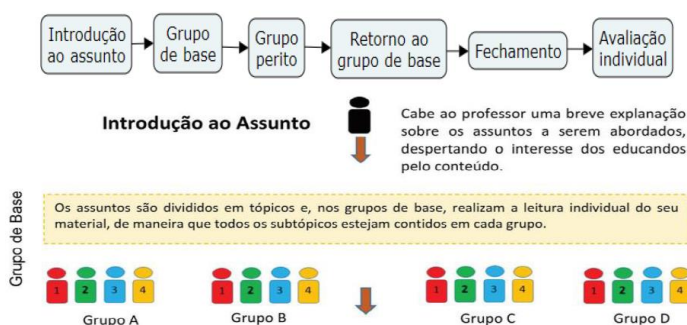 Introdução
ao assunto
Grupo
de base
Grupo
perito
Retorno ao
grupo de base
Fechamento
Avaliação
individual
Introdução ao Assunto
Cabe ao professor uma breve explanação
sobre os assuntos a serem abordados,
despertando o interesse dos educandos
pelo conteúdo.
Grupo de Base
Os assuntos são divididos em tópicos e, nos grupos de base, realizam a leitura individual do seu
material, de maneira que todos os subtópicos estejam contidos em cada grupo.
1 2 3 4
Grupo A
1 2 3 4
Grupo B
1 2 3 4
Grupo C
1 2 3 4
Grupo D